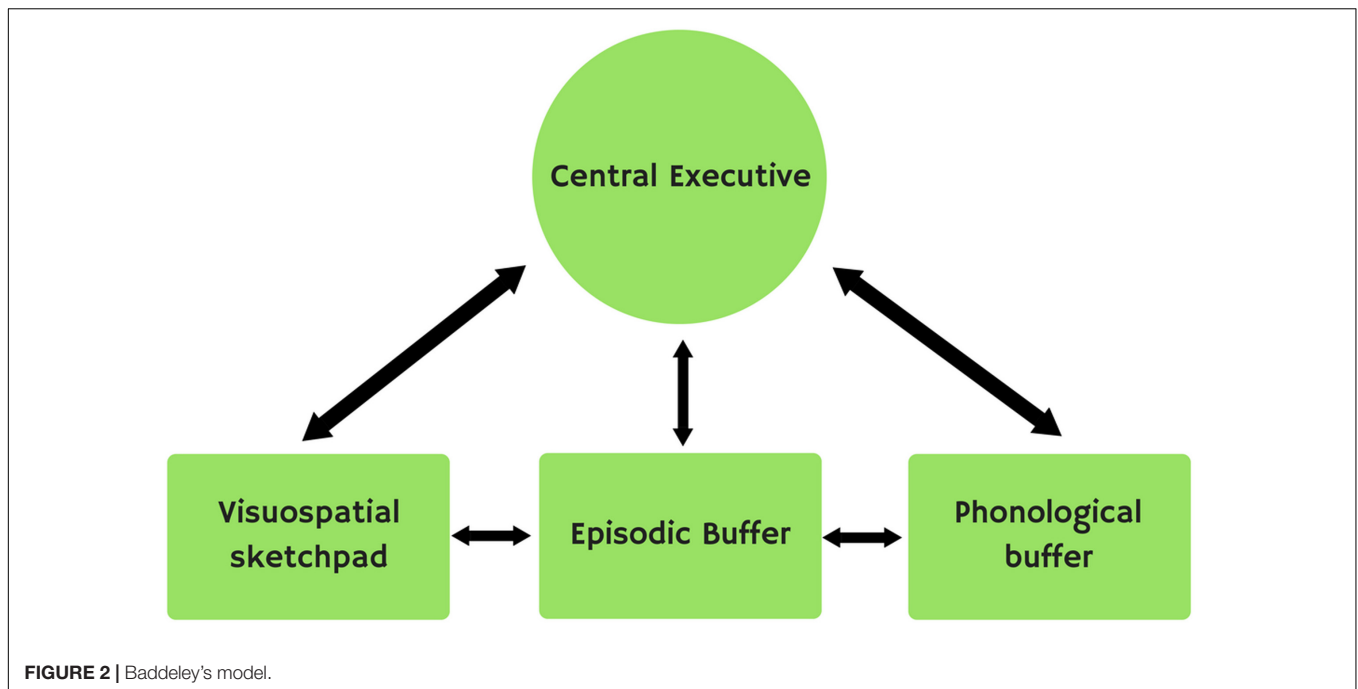 Central Executive
Visuospatial
sketchpad
Episodic Buffer
Phonological
buffer
FIGURE 2 | Baddeley's model.